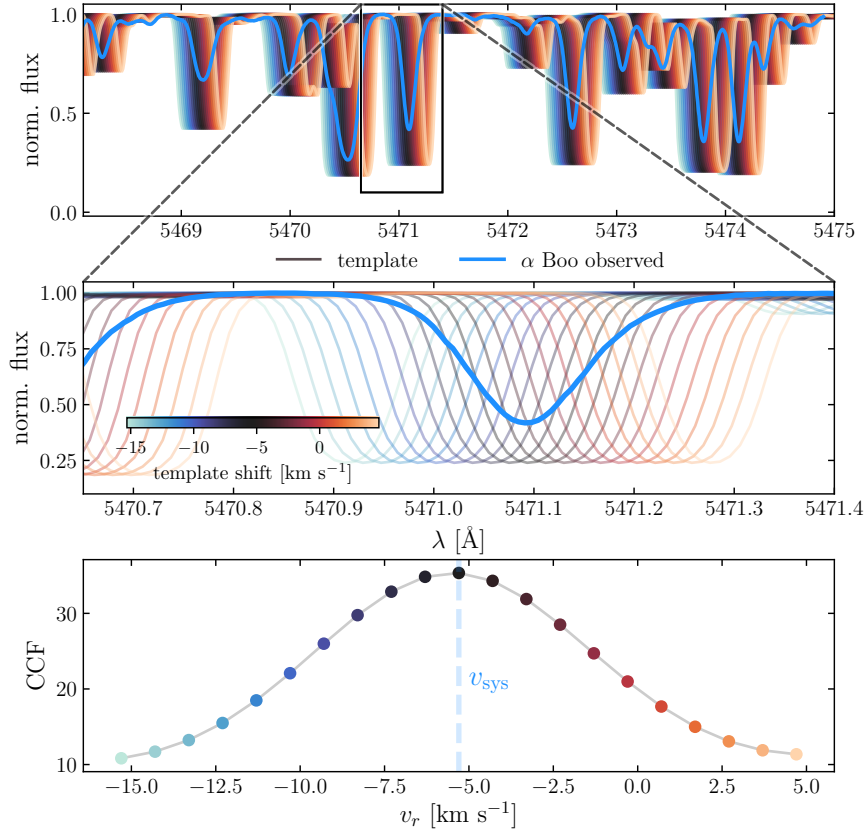 1.0
0.5
0.0
norm. flux
5469 5470 5471 5472 5473 5474 5475
template α Boo observed
1.00
0.75
0.50
0.25
norm. flux
−15 −10 −5 0
template shift [km s⁻¹]
5470.7 5470.8 5470.9 5471.0 5471.1 5471.2 5471.3 5471.4
λ [Å]
30
20
10
CCF
v_sys
−15.0 −12.5 −10.0 −7.5 −5.0 −2.5 0.0 2.5 5.0
v_r [km s⁻¹]